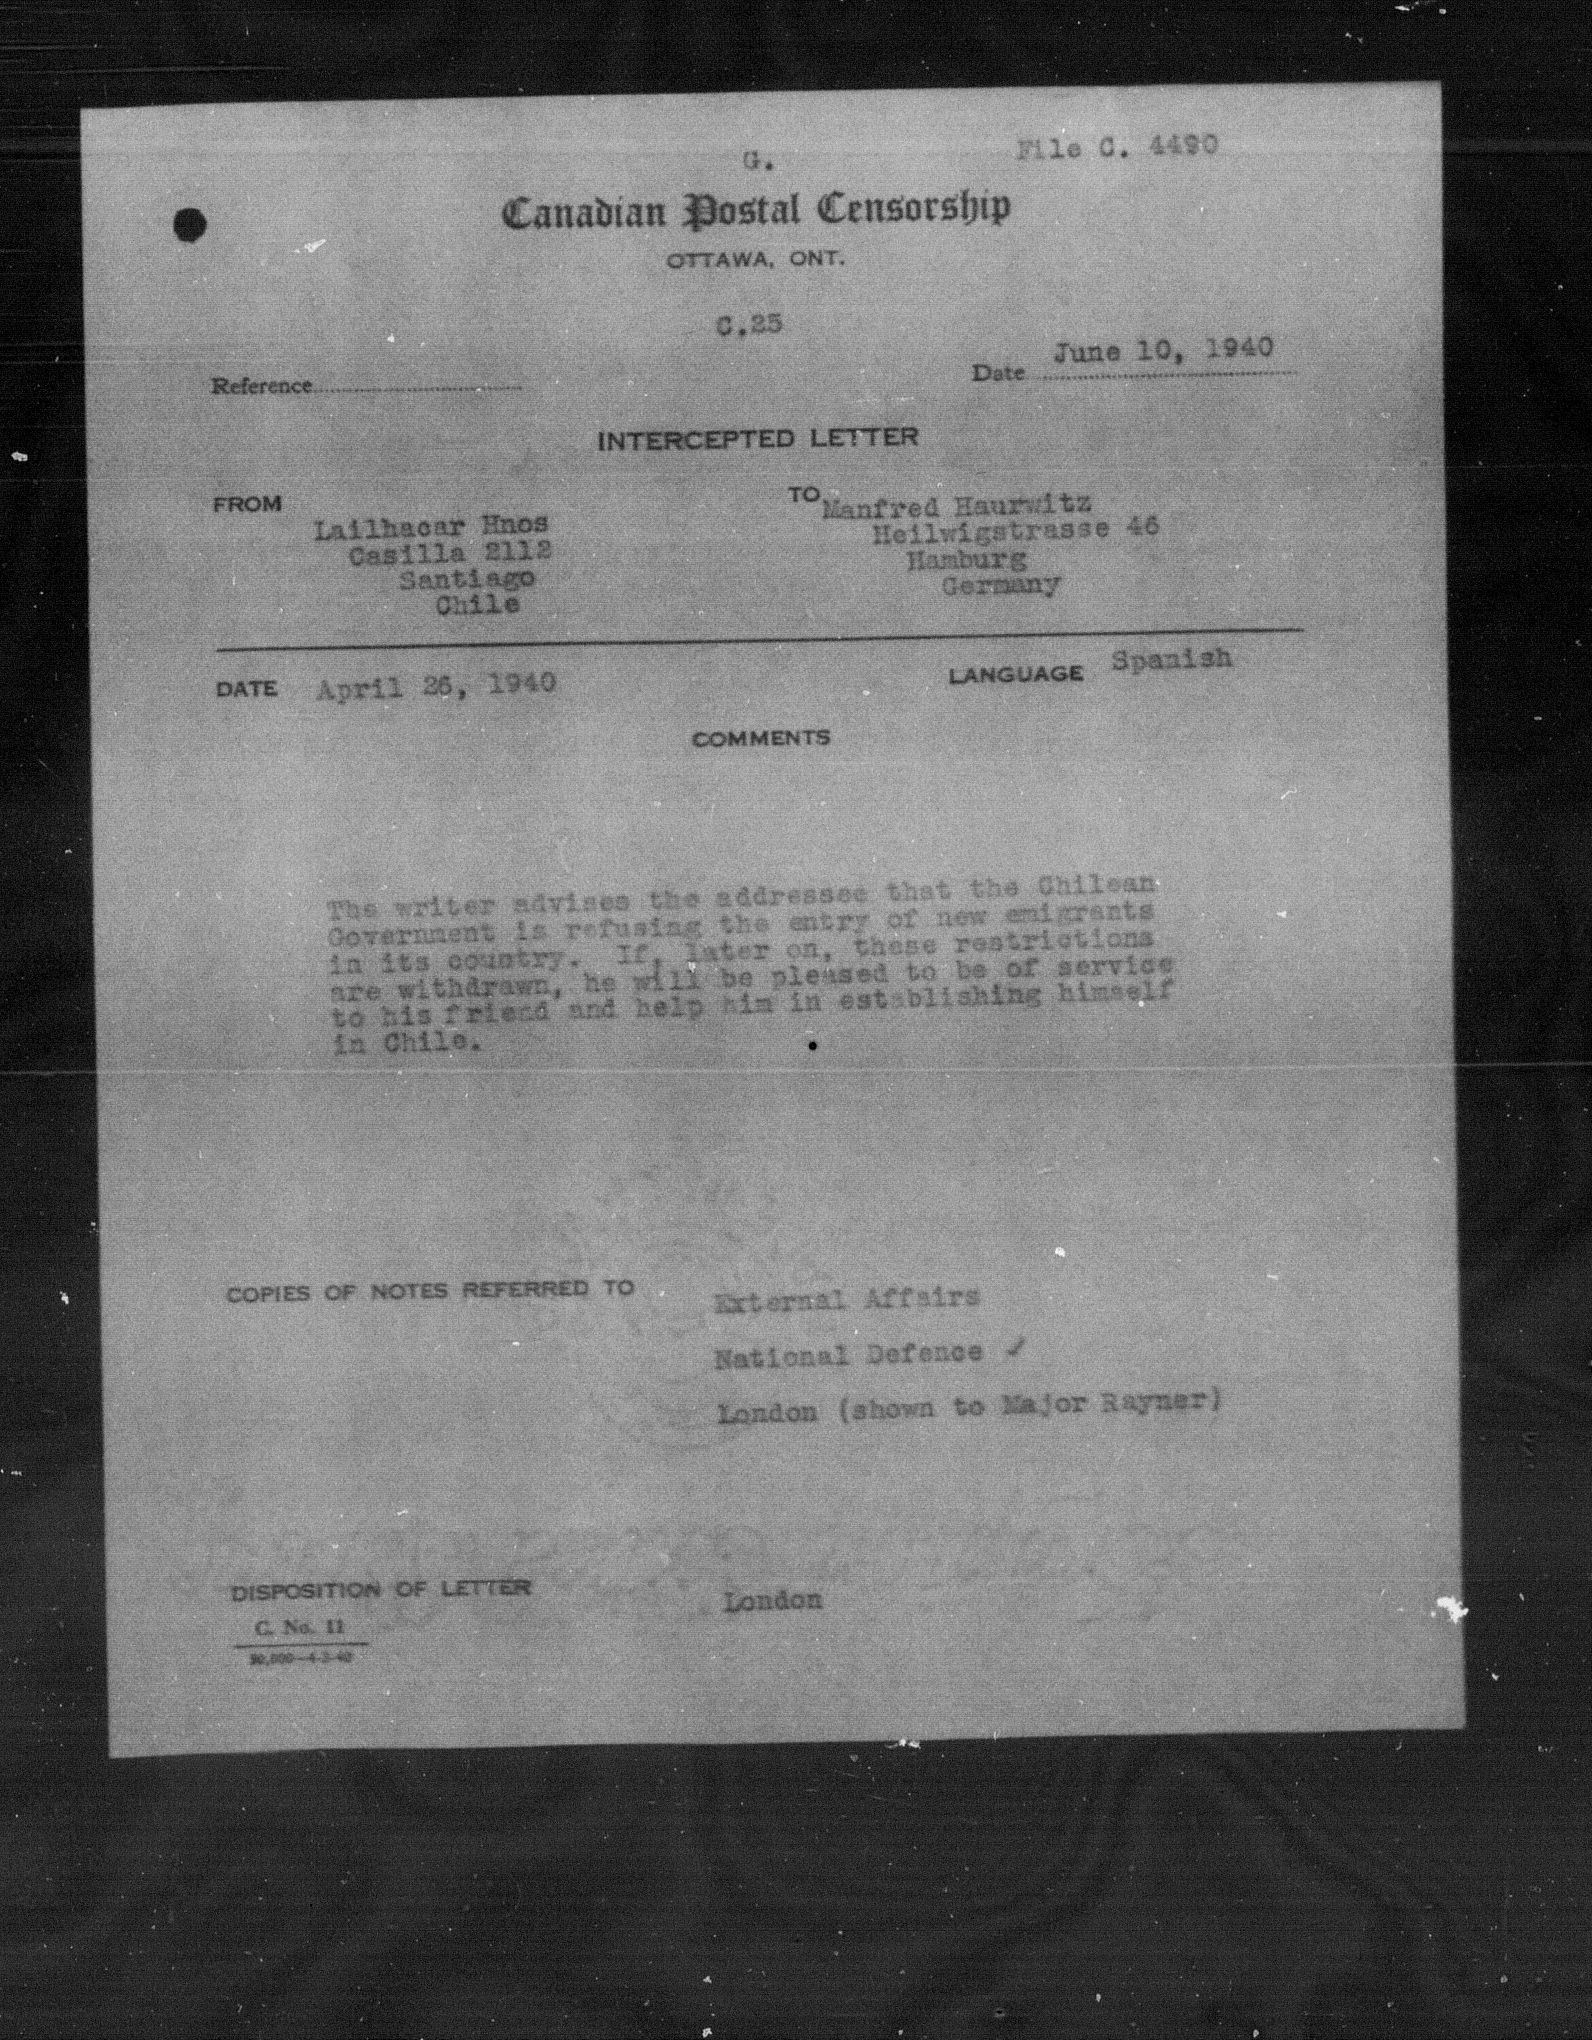 G.
File C. 4490
Canadian Postal Censorship
OTTAWA, ONT.
C.25
Reference
Date June 10, 1940
INTERCEPTED LETTER
FROM
Lailhacar Hnos
Casilla 2112
Santiago
Chile
TO Manfred Haurwitz
Heilwigstrasse 46
Hamburg
Germany
DATE April 26, 1940
LANGUAGE Spanish
COMMENTS
The writer advises the addressee that the Chilean
Government is refusing the entry of new emigrants
in its country. If, later on, these restrictions
are withdrawn, he will be pleased to be of service
to his friend and help him in establishing himself
in Chile.
COPIES OF NOTES REFERRED TO
External Affairs
National Defence ✓
London (shown to Major Rayner)
DISPOSITION OF LETTER
London
C. No. 11